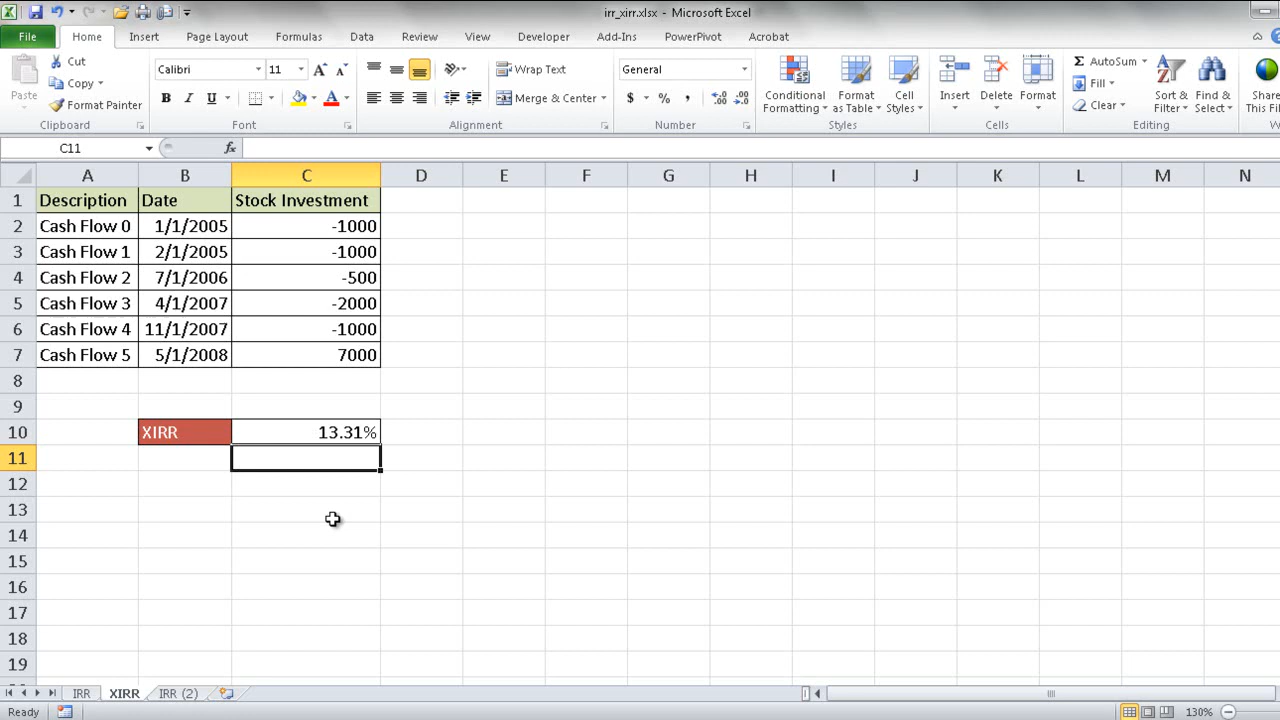 irr_xirr.xlsx - Microsoft Excel
File Home Insert Page Layout Formulas Data Review View Developer Add-Ins PowerPivot Acrobat
Paste
Cut
Copy
Format Painter
Clipboard
Calibri 11
B I U
Font
Wrap Text
Merge & Center
Alignment
General
$ % ,
Number
Conditional Formatting
Format as Table
Cell Styles
Styles
Insert Delete Format
Cells
AutoSum
Fill
Clear
Sort & Filter
Find & Select
Editing
Share This Fil
C11 fx
A B C D E F G H I J K L M N
1 Description Date Stock Investment
2 Cash Flow 0 1/1/2005 -1000
3 Cash Flow 1 2/1/2005 -1000
4 Cash Flow 2 7/1/2006 -500
5 Cash Flow 3 4/1/2007 -2000
6 Cash Flow 4 11/1/2007 -1000
7 Cash Flow 5 5/1/2008 7000
8
9
10 XIRR 13.31%
11
12
13
14
15
16
17
18
19
IRR XIRR IRR (2)
Ready 130%